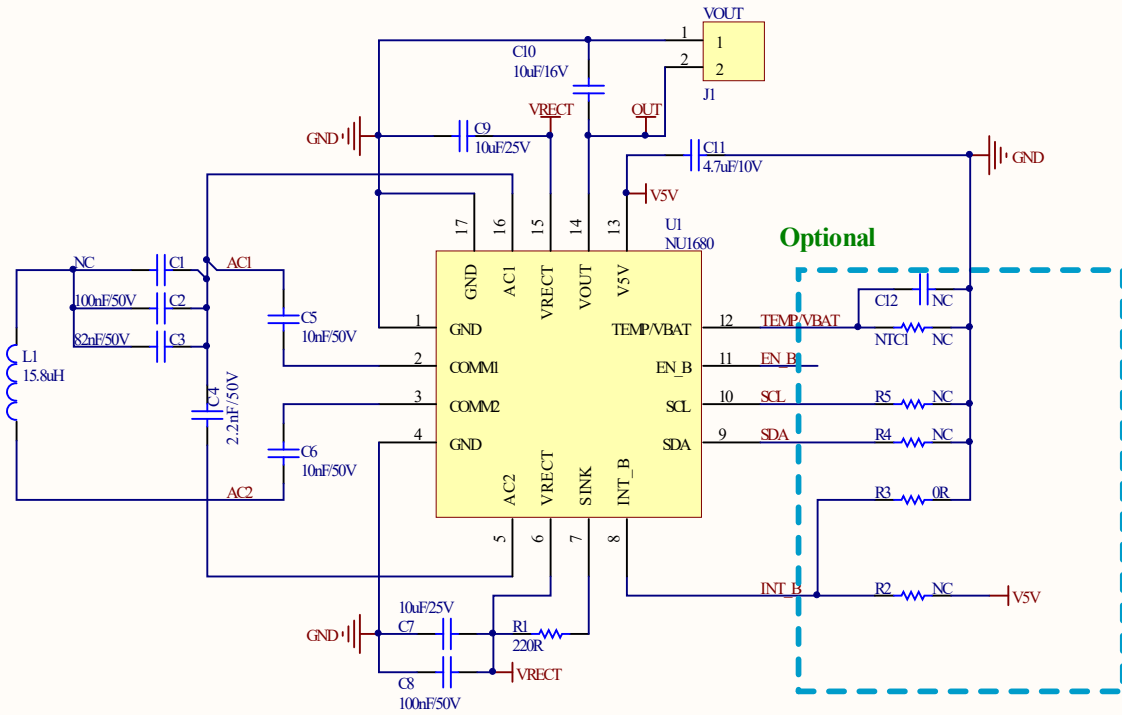 VOUT
C10
10uF/16V
1
1
2
2
J1
VRECT
OUT
GND
C9
10uF/25V
C11
4.7uF/10V
GND
V5V
17
16
15
14
13
U1
NU1680
Optional
NC
C1
AC1
100nF/50V
C2
82nF/50V
C3
L1
15.8uH
C4
2.2nF/50V
C5
10nF/50V
C6
10nF/50V
AC2
GND
AC1
VRECT
VOUT
V5V
1
GND
2
COMM1
3
COMM2
4
GND
TEMP/VBAT
12
TEMP/VBAT
EN_B
11
EN_B
SCL
10
SCL
SDA
9
SDA
AC2
VRECT
SINK
INT_B
5
6
7
8
C12
NC
NTC1
NC
R5
NC
R4
NC
R3
0R
INT_B
R2
NC
V5V
10uF/25V
GND
C7
R1
220R
C8
100nF/50V
VRECT